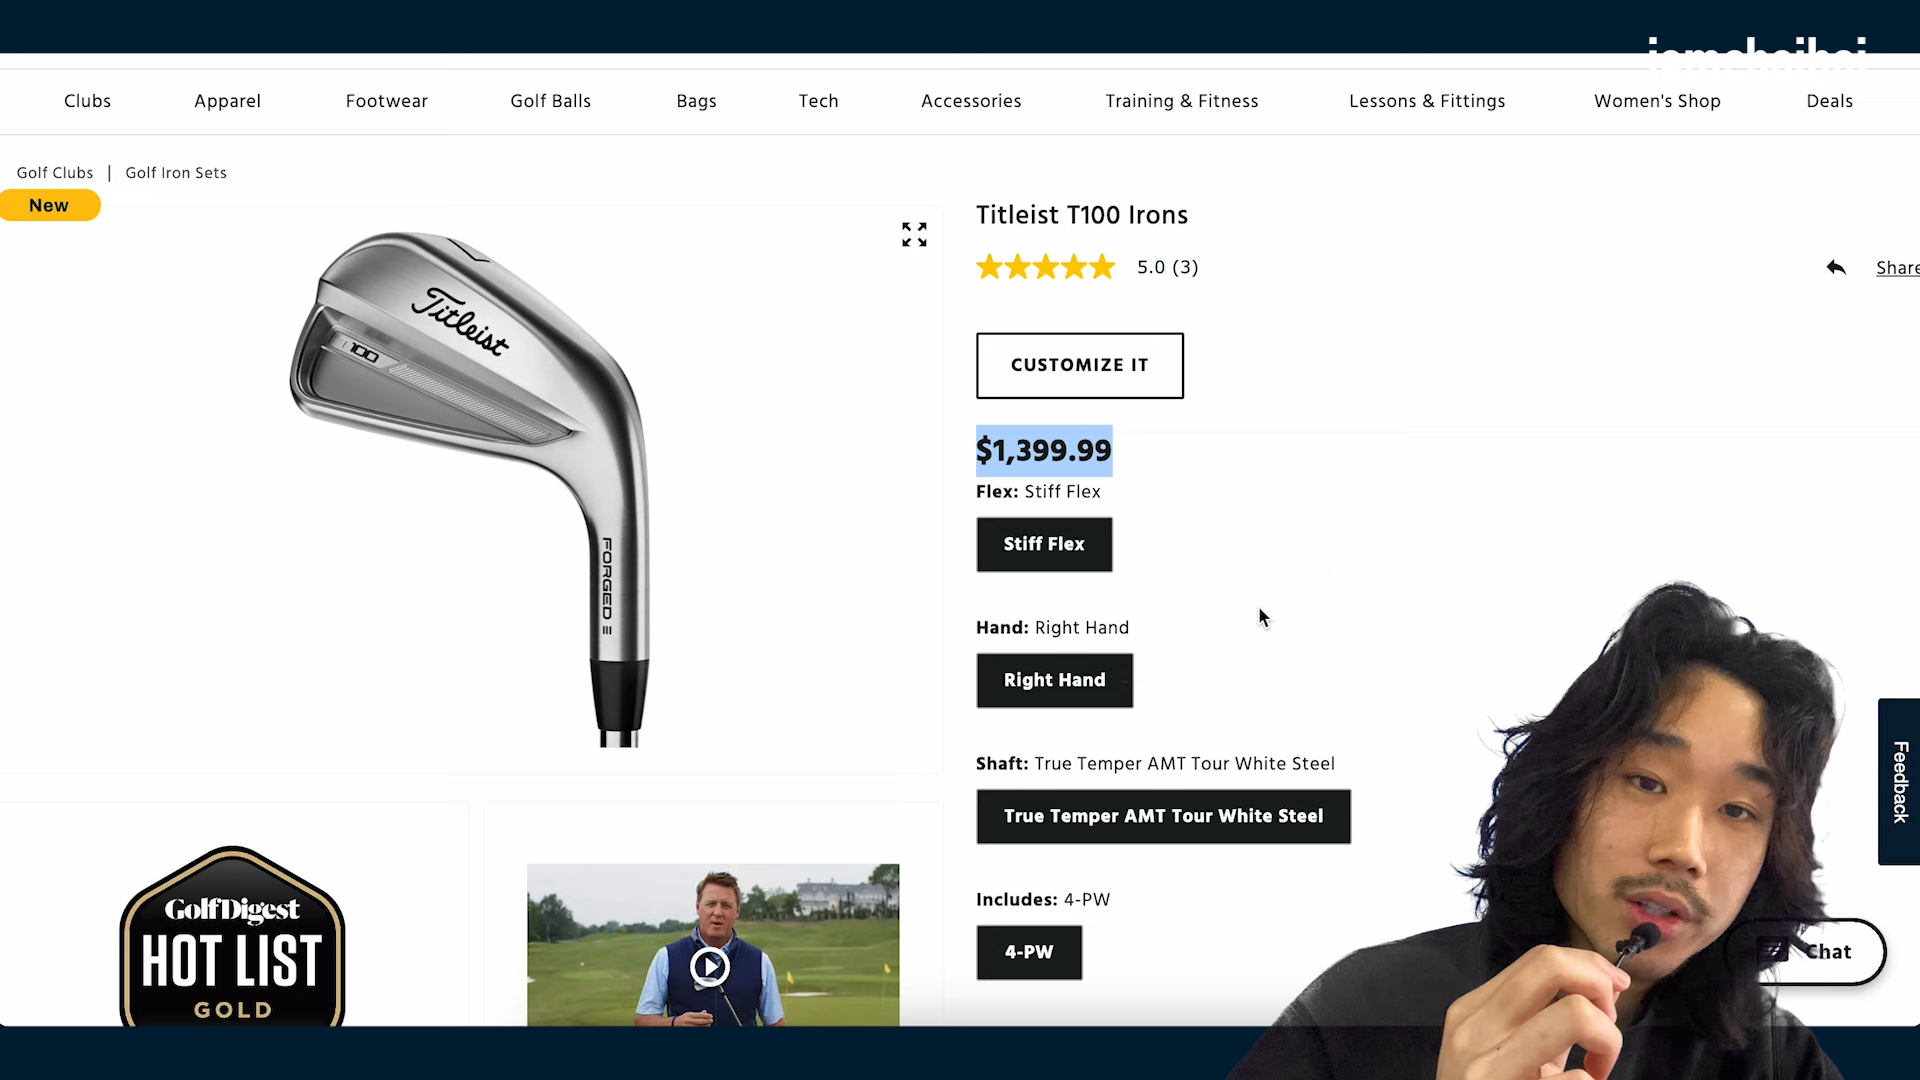 Clubs
Apparel
Footwear
Golf Balls
Bags
Tech
Accessories
Training & Fitness
Lessons & Fittings
Women's Shop
Deals
Golf Clubs | Golf Iron Sets
New
Titleist
T100
FORGED
Titleist T100 Irons
5.0 (3)
Share
CUSTOMIZE IT
$1,399.99
Flex: Stiff Flex
Stiff Flex
Hand: Right Hand
Right Hand
Shaft: True Temper AMT Tour White Steel
True Temper AMT Tour White Steel
Includes: 4-PW
4-PW
GolfDigest
HOT LIST
GOLD
Feedback
Chat